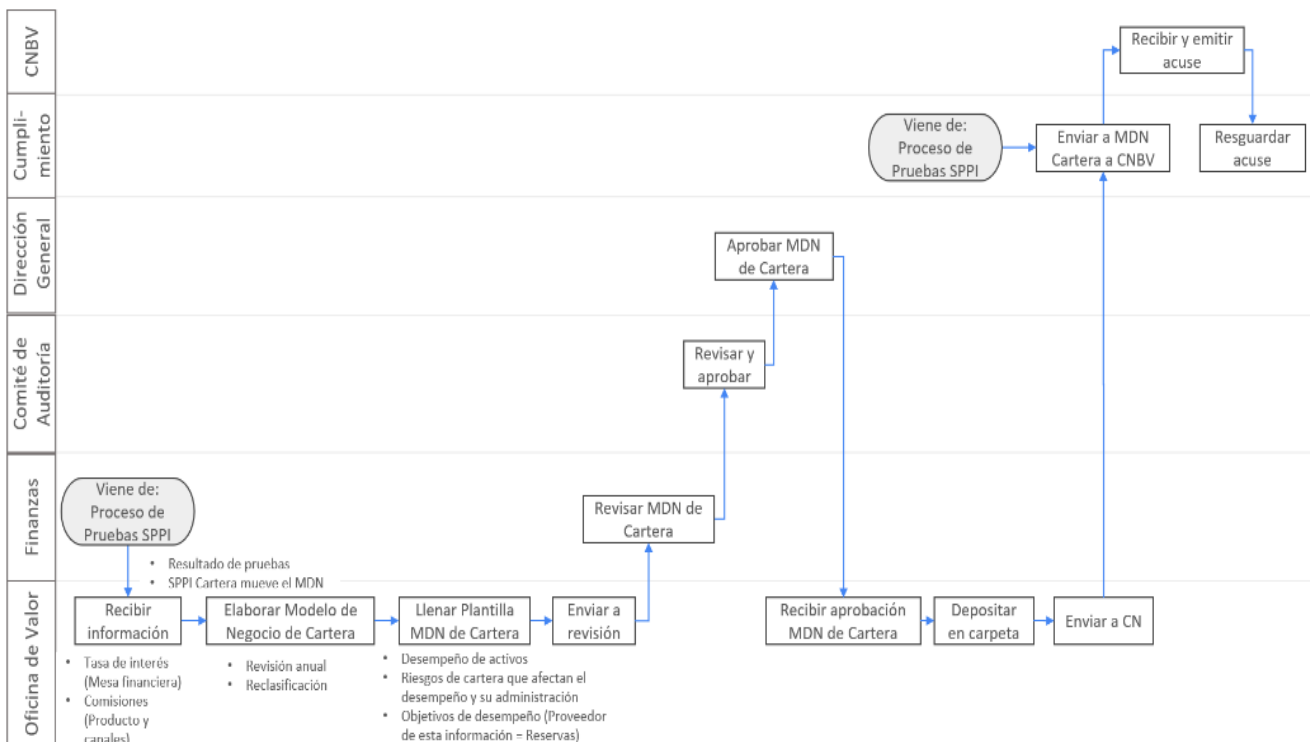 CNBV
Recibir y emitir
acuse
Cumpli-
miento
Viene de:
Proceso de
Pruebas SPPI
Enviar a MDN
Cartera a CNBV
Resguardar
acuse
Dirección
General
Aprobar MDN
de Cartera
Comité de
Auditoría
Revisar y
aprobar
Finanzas
Viene de:
Proceso de
Pruebas SPPI
Revisar MDN de
Cartera
• Resultado de pruebas
• SPPI Cartera mueve el MDN
Oficina de Valor
Recibir
información
Elaborar Modelo de
Negocio de Cartera
Llenar Plantilla
MDN de Cartera
Enviar a
revisión
Recibir aprobación
MDN de Cartera
Depositar
en carpeta
Enviar a CN
• Tasa de interés
(Mesa financiera)
• Comisiones
(Producto y
canales)
• Revisión anual
• Reclasificación
• Desempeño de activos
• Riesgos de cartera que afectan el
desempeño y su administración
• Objetivos de desempeño (Proveedor
de esta información = Reservas)